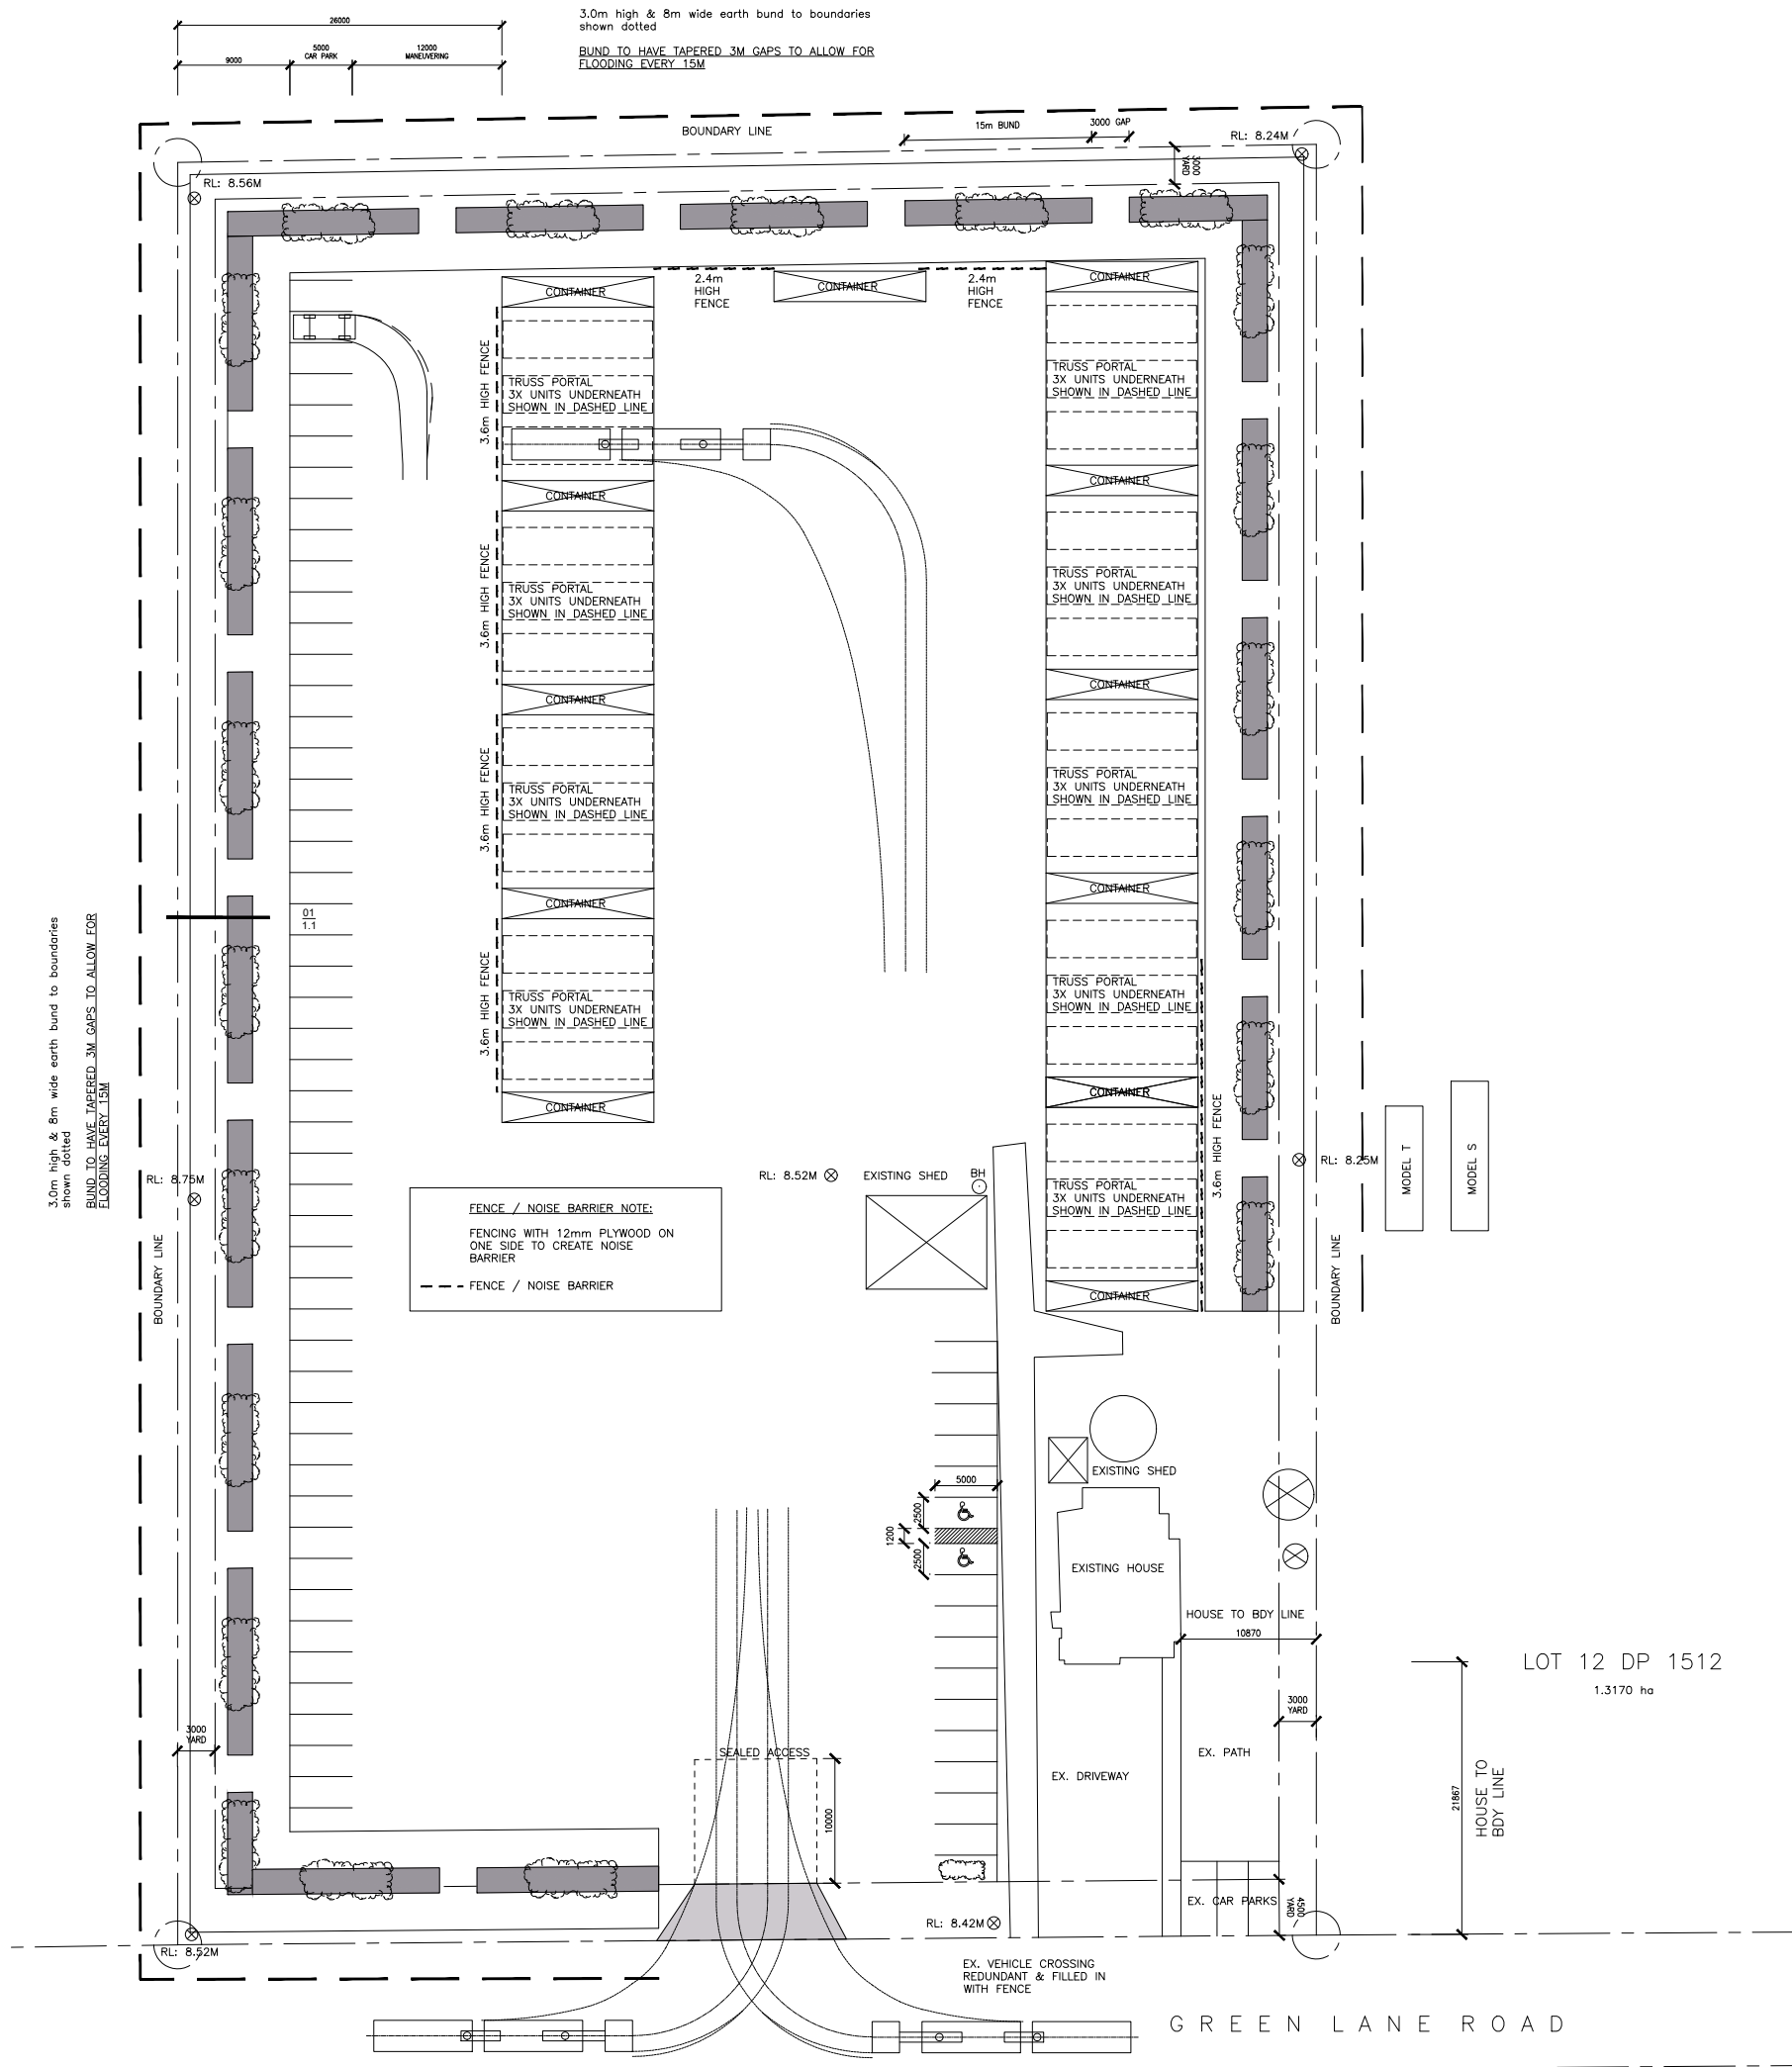 26000
9000
5000
CAR PARK
12000
MANEUVERING
3.0m high & 8m wide earth bund to boundaries
shown dotted
BUND TO HAVE TAPERED 3M GAPS TO ALLOW FOR
FLOODING EVERY 15M
BOUNDARY LINE
15m BUND
3000 GAP
RL: 8.24M
3000
YARD
RL: 8.56M
CONTAINER
2.4m
HIGH
FENCE
CONTAINER
2.4m
HIGH
FENCE
CONTAINER
3.6m HIGH FENCE
TRUSS PORTAL
3X UNITS UNDERNEATH
SHOWN IN DASHED LINE
TRUSS PORTAL
3X UNITS UNDERNEATH
SHOWN IN DASHED LINE
CONTAINER
CONTAINER
3.6m HIGH FENCE
TRUSS PORTAL
3X UNITS UNDERNEATH
SHOWN IN DASHED LINE
TRUSS PORTAL
3X UNITS UNDERNEATH
SHOWN IN DASHED LINE
CONTAINER
CONTAINER
3.6m HIGH FENCE
TRUSS PORTAL
3X UNITS UNDERNEATH
SHOWN IN DASHED LINE
TRUSS PORTAL
3X UNITS UNDERNEATH
SHOWN IN DASHED LINE
CONTAINER
CONTAINER
01
1.1
3.0m high & 8m wide earth bund to boundaries
shown dotted
BUND TO HAVE TAPERED 3M GAPS TO ALLOW FOR
FLOODING EVERY 15M
3.6m HIGH FENCE
TRUSS PORTAL
3X UNITS UNDERNEATH
SHOWN IN DASHED LINE
TRUSS PORTAL
3X UNITS UNDERNEATH
SHOWN IN DASHED LINE
CONTAINER
CONTAINER
3.6m HIGH FENCE
MODEL T
MODEL S
RL: 8.75M
RL: 8.52M
EXISTING SHED
BH
RL: 8.25M
TRUSS PORTAL
3X UNITS UNDERNEATH
SHOWN IN DASHED LINE
FENCE / NOISE BARRIER NOTE:
FENCING WITH 12mm PLYWOOD ON
ONE SIDE TO CREATE NOISE
BARRIER
FENCE / NOISE BARRIER
BOUNDARY LINE
CONTAINER
BOUNDARY LINE
EXISTING SHED
5000
2500
1200
2500
EXISTING HOUSE
HOUSE TO BDY LINE
10870
LOT 12 DP 1512
1.3170 ha
3000
YARD
3000
YARD
SEALED ACCESS
10000
EX. PATH
EX. DRIVEWAY
21867
HOUSE TO
BDY LINE
EX. CAR PARKS
4500
YARD
RL: 8.42M
RL: 8.52M
EX. VEHICLE CROSSING
REDUNDANT & FILLED IN
WITH FENCE
GREEN LANE ROAD